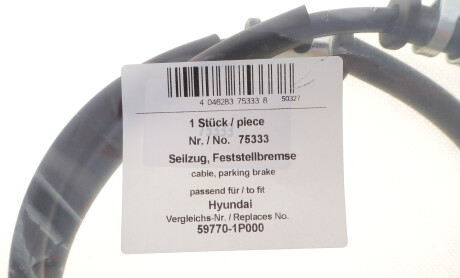 4 046283 75333 8 50327
1 Stück / piece
Nr. / No. 75333
Seilzug, Feststellbremse
cable, parking brake
passend für / to fit
Hyundai
Vergleichs-Nr. / Replaces No.
59770-1P000